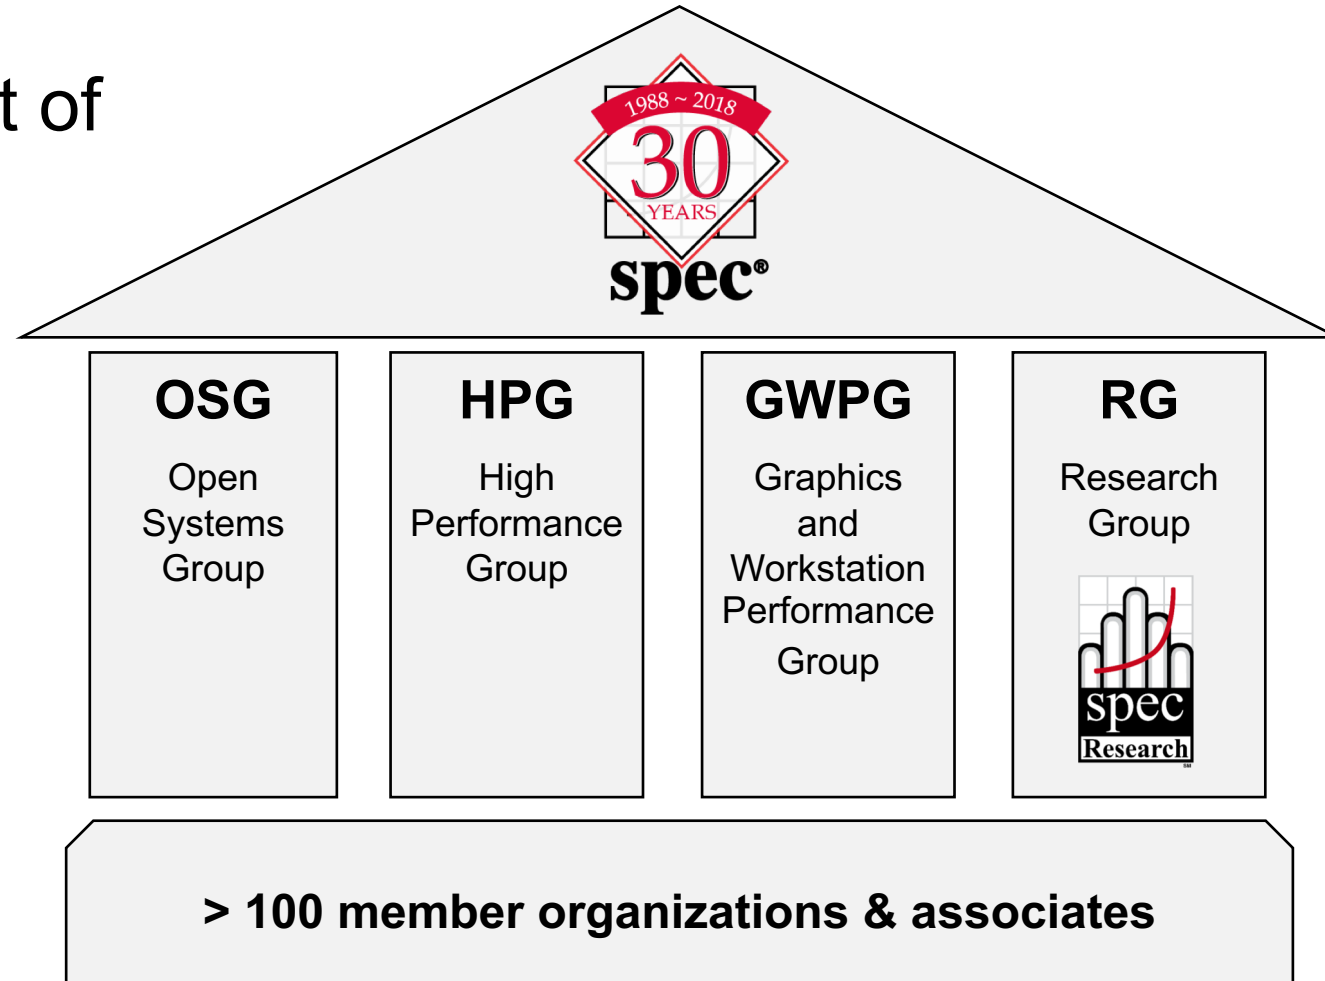 t of
1988 ~ 2018
30
YEARS
spec®
OSG
Open
Systems
Group
HPG
High
Performance
Group
GWPG
Graphics
and
Workstation
Performance
Group
RG
Research
Group
spec
Research
SM
> 100 member organizations & associates